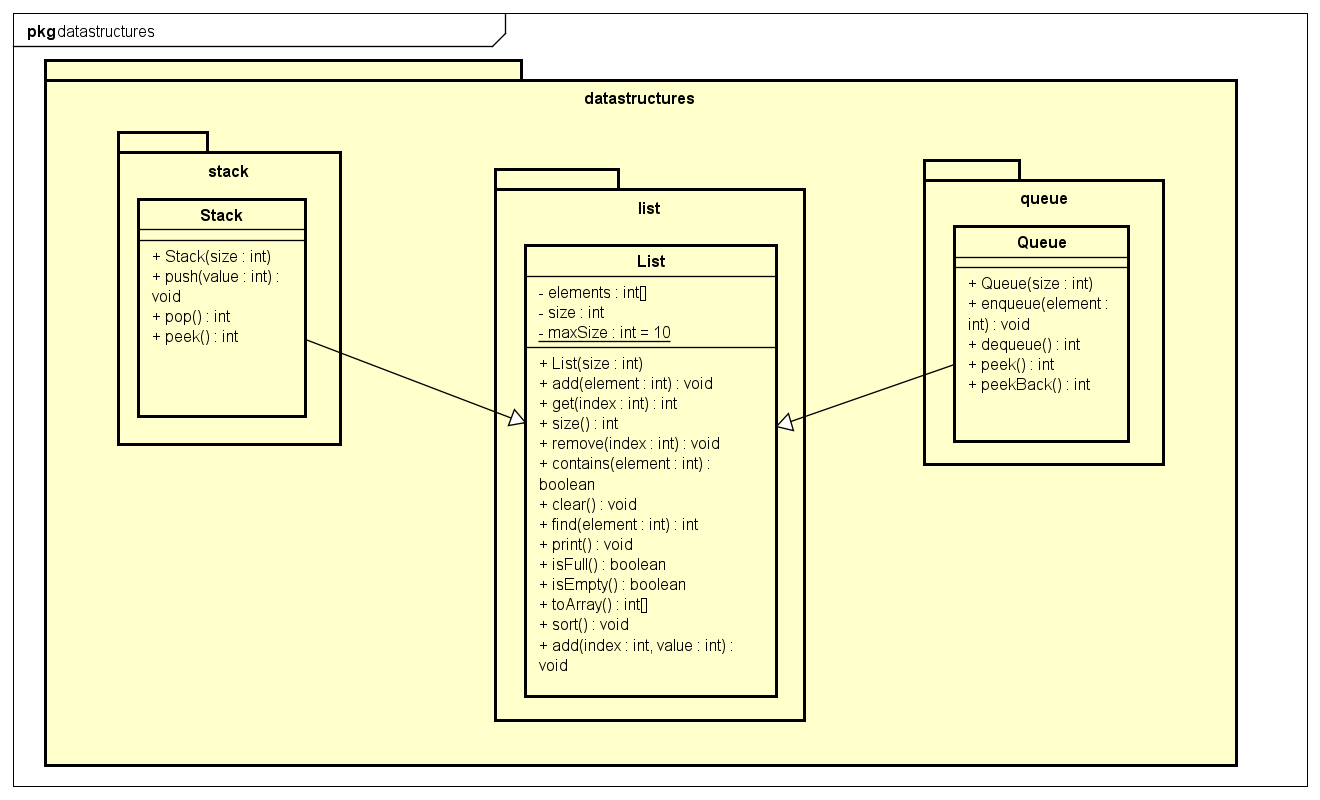 pkg datastructures
datastructures
stack
Stack
+ Stack(size : int)
+ push(value : int) :
void
+ pop() : int
+ peek() : int
list
List
- elements : int[]
- size : int
- maxSize : int = 10
+ List(size : int)
+ add(element : int) : void
+ get(index : int) : int
+ size() : int
+ remove(index : int) : void
+ contains(element : int) :
boolean
+ clear() : void
+ find(element : int) : int
+ print() : void
+ isFull() : boolean
+ isEmpty() : boolean
+ toArray() : int[]
+ sort() : void
+ add(index : int, value : int) :
void
queue
Queue
+ Queue(size : int)
+ enqueue(element :
int) : void
+ dequeue() : int
+ peek() : int
+ peekBack() : int